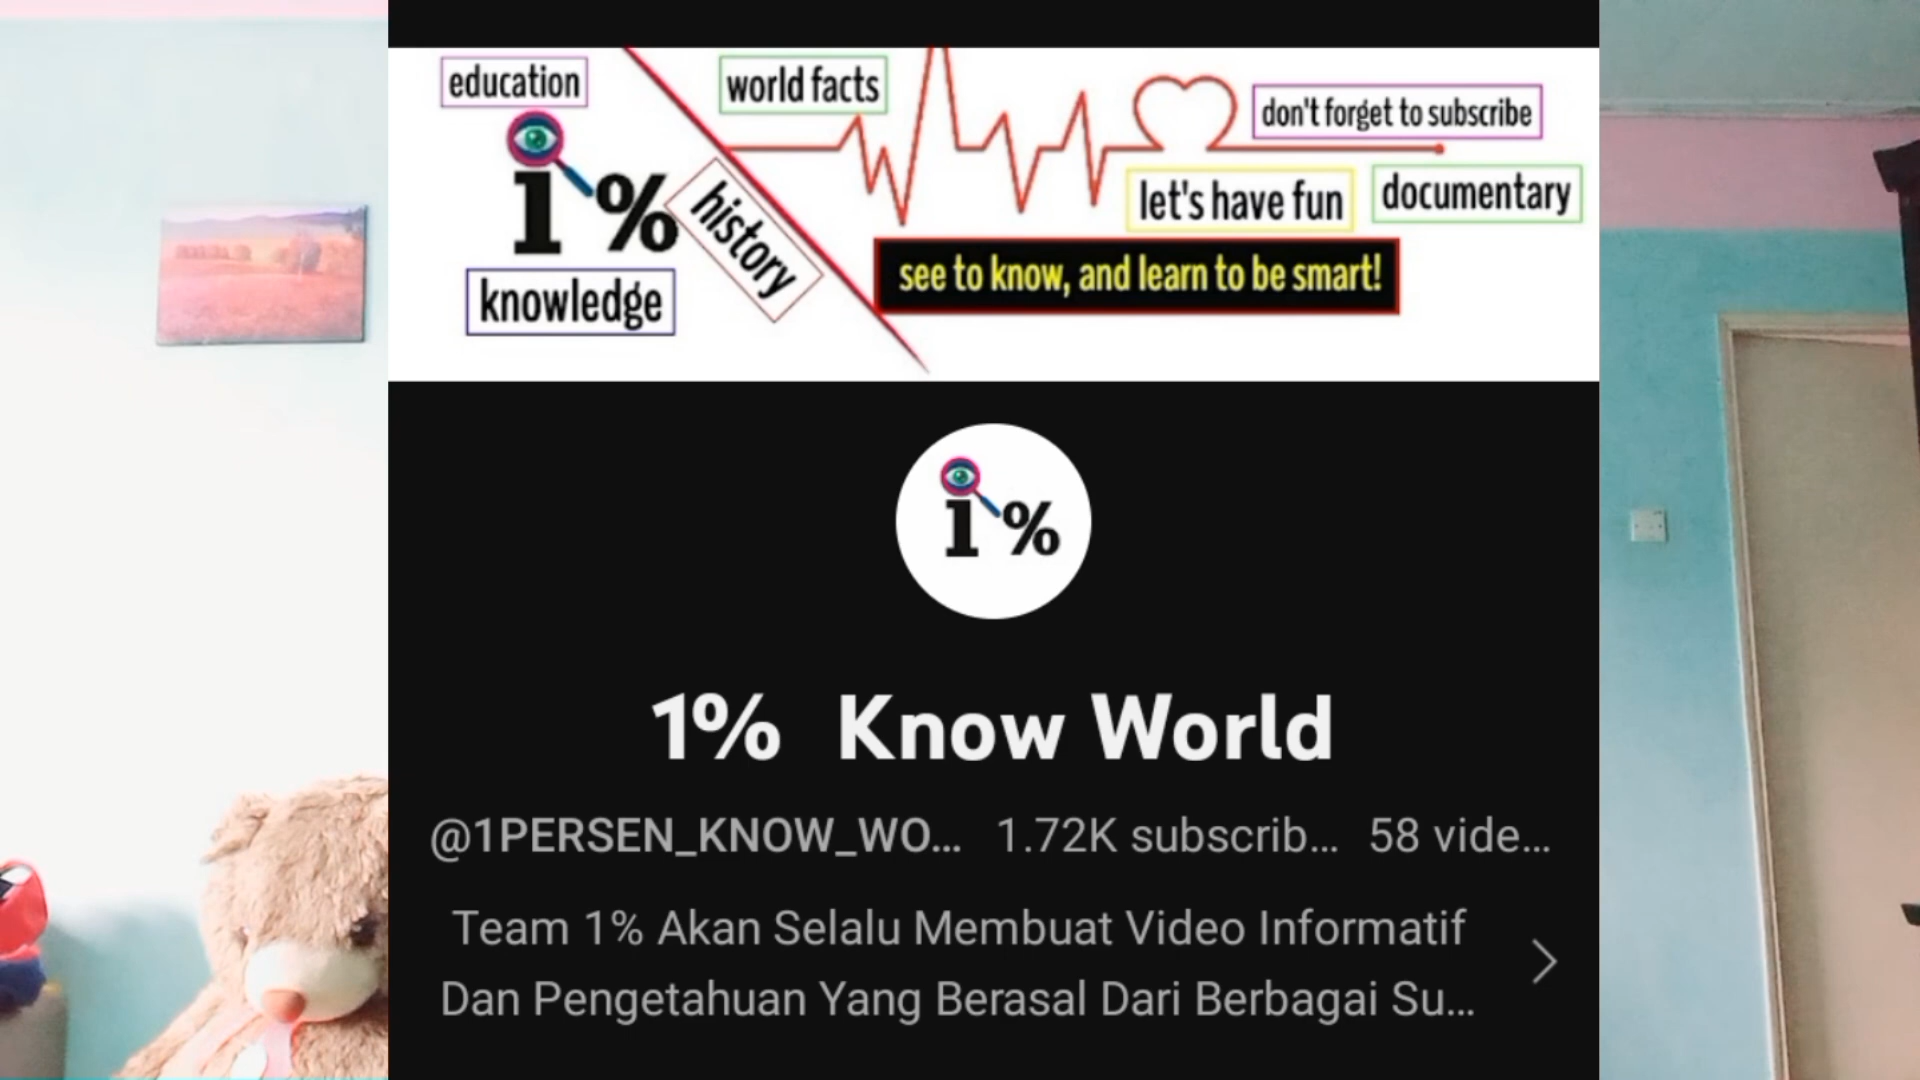 education
world facts
don't forget to subscribe
1%
history
let's have fun
documentary
knowledge
see to know, and learn to be smart!
1%
1% Know World
@1PERSEN_KNOW_WO... 1.72K subscrib... 58 vide...
Team 1% Akan Selalu Membuat Video Informatif
Dan Pengetahuan Yang Berasal Dari Berbagai Su...